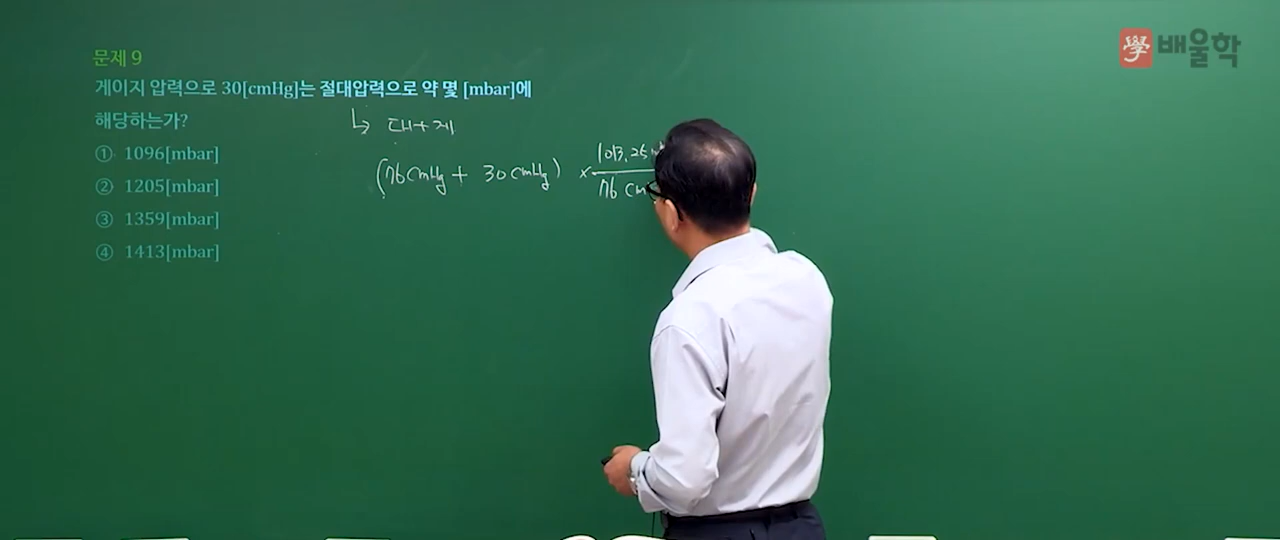 學 배울학
문제 9
게이지 압력으로 30[cmHg]는 절대압력으로 약 몇 [mbar]에
해당하는가?
① 1096[mbar]
② 1205[mbar]
③ 1359[mbar]
④ 1413[mbar]
↳ 대+게
(76cmHg + 30cmHg) × 1013.25
76